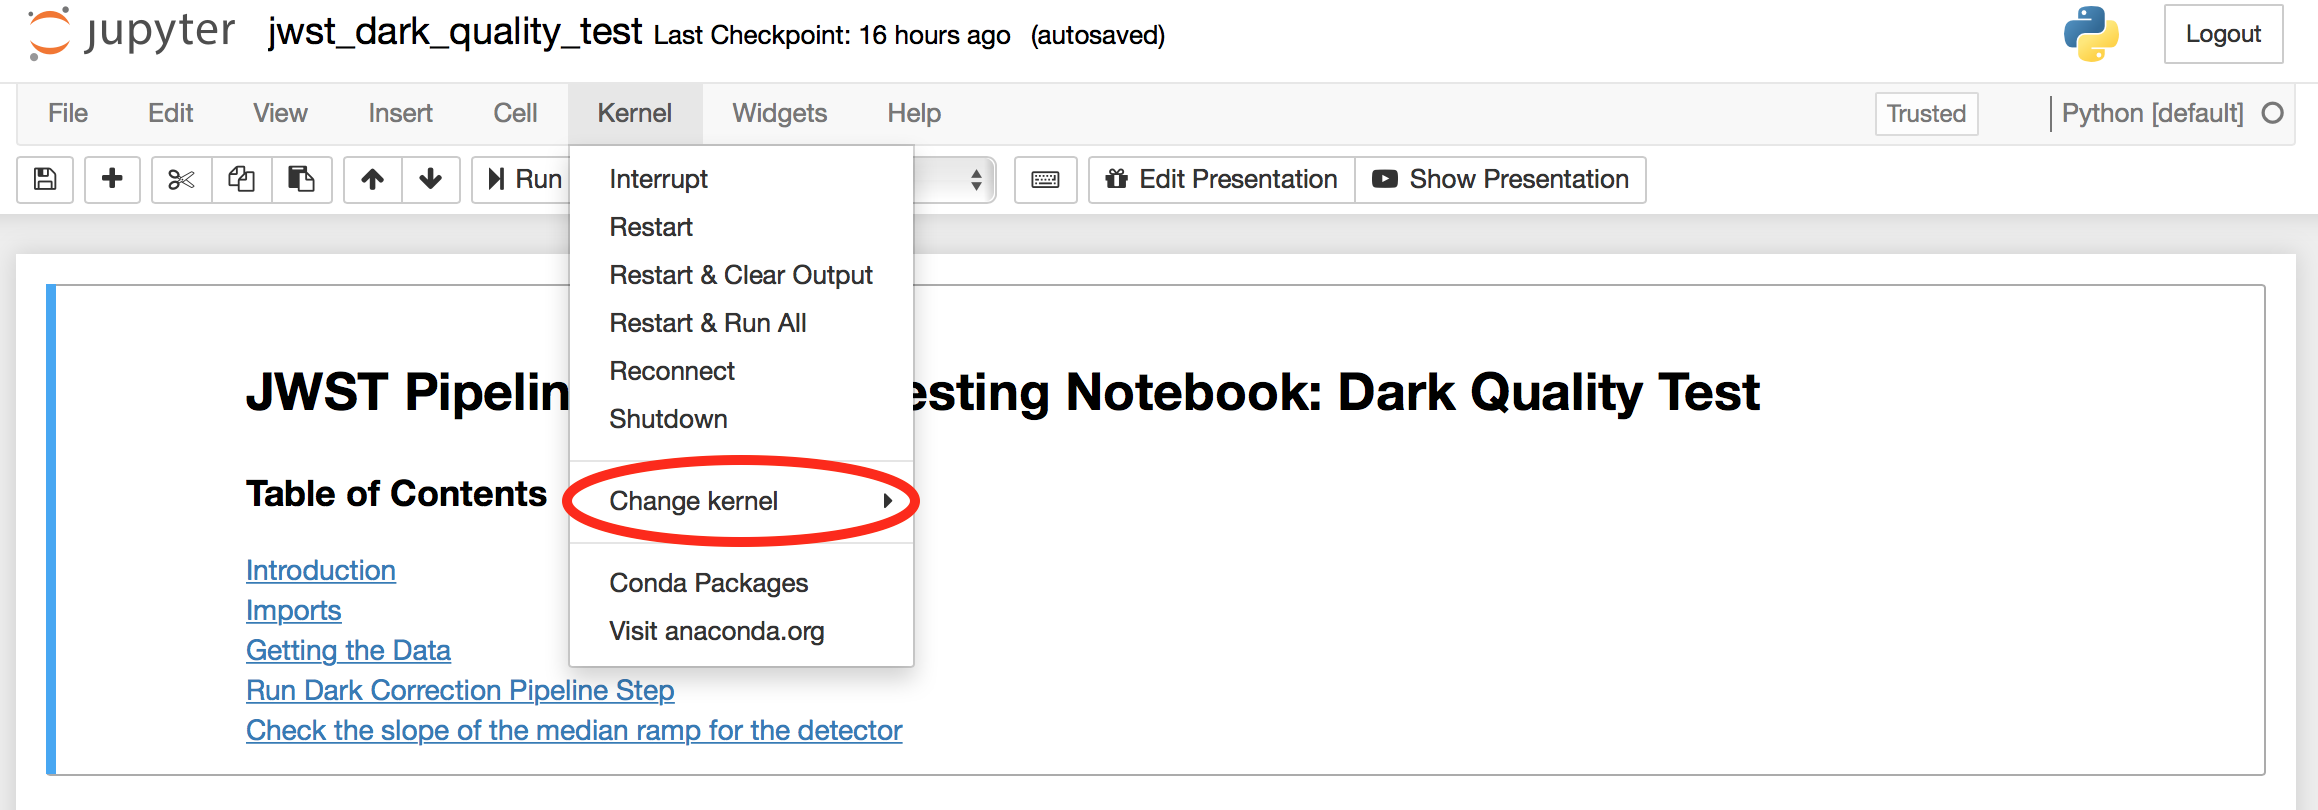 jupyter jwst_dark_quality_test Last Checkpoint: 16 hours ago (autosaved) Logout
File Edit View Insert Cell Kernel Widgets Help Trusted Python [default]
Run Edit Presentation Show Presentation
Interrupt
Restart
Restart & Clear Output
Restart & Run All
Reconnect
Shutdown
Change kernel
Conda Packages
Visit anaconda.org
JWST Pipelin esting Notebook: Dark Quality Test
Table of Contents
Introduction
Imports
Getting the Data
Run Dark Correction Pipeline Step
Check the slope of the median ramp for the detector